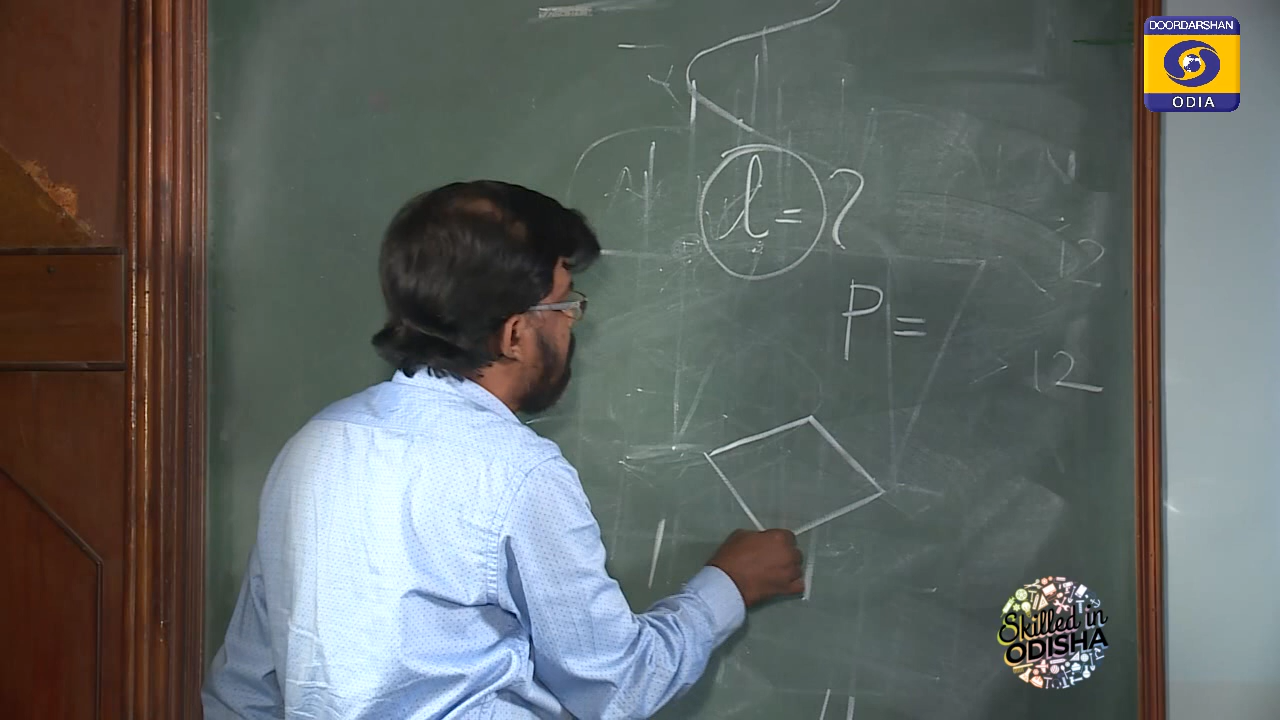 DOORDARSHAN
ODIA
l = ?
12
P =
12
Skilled in
ODISHA